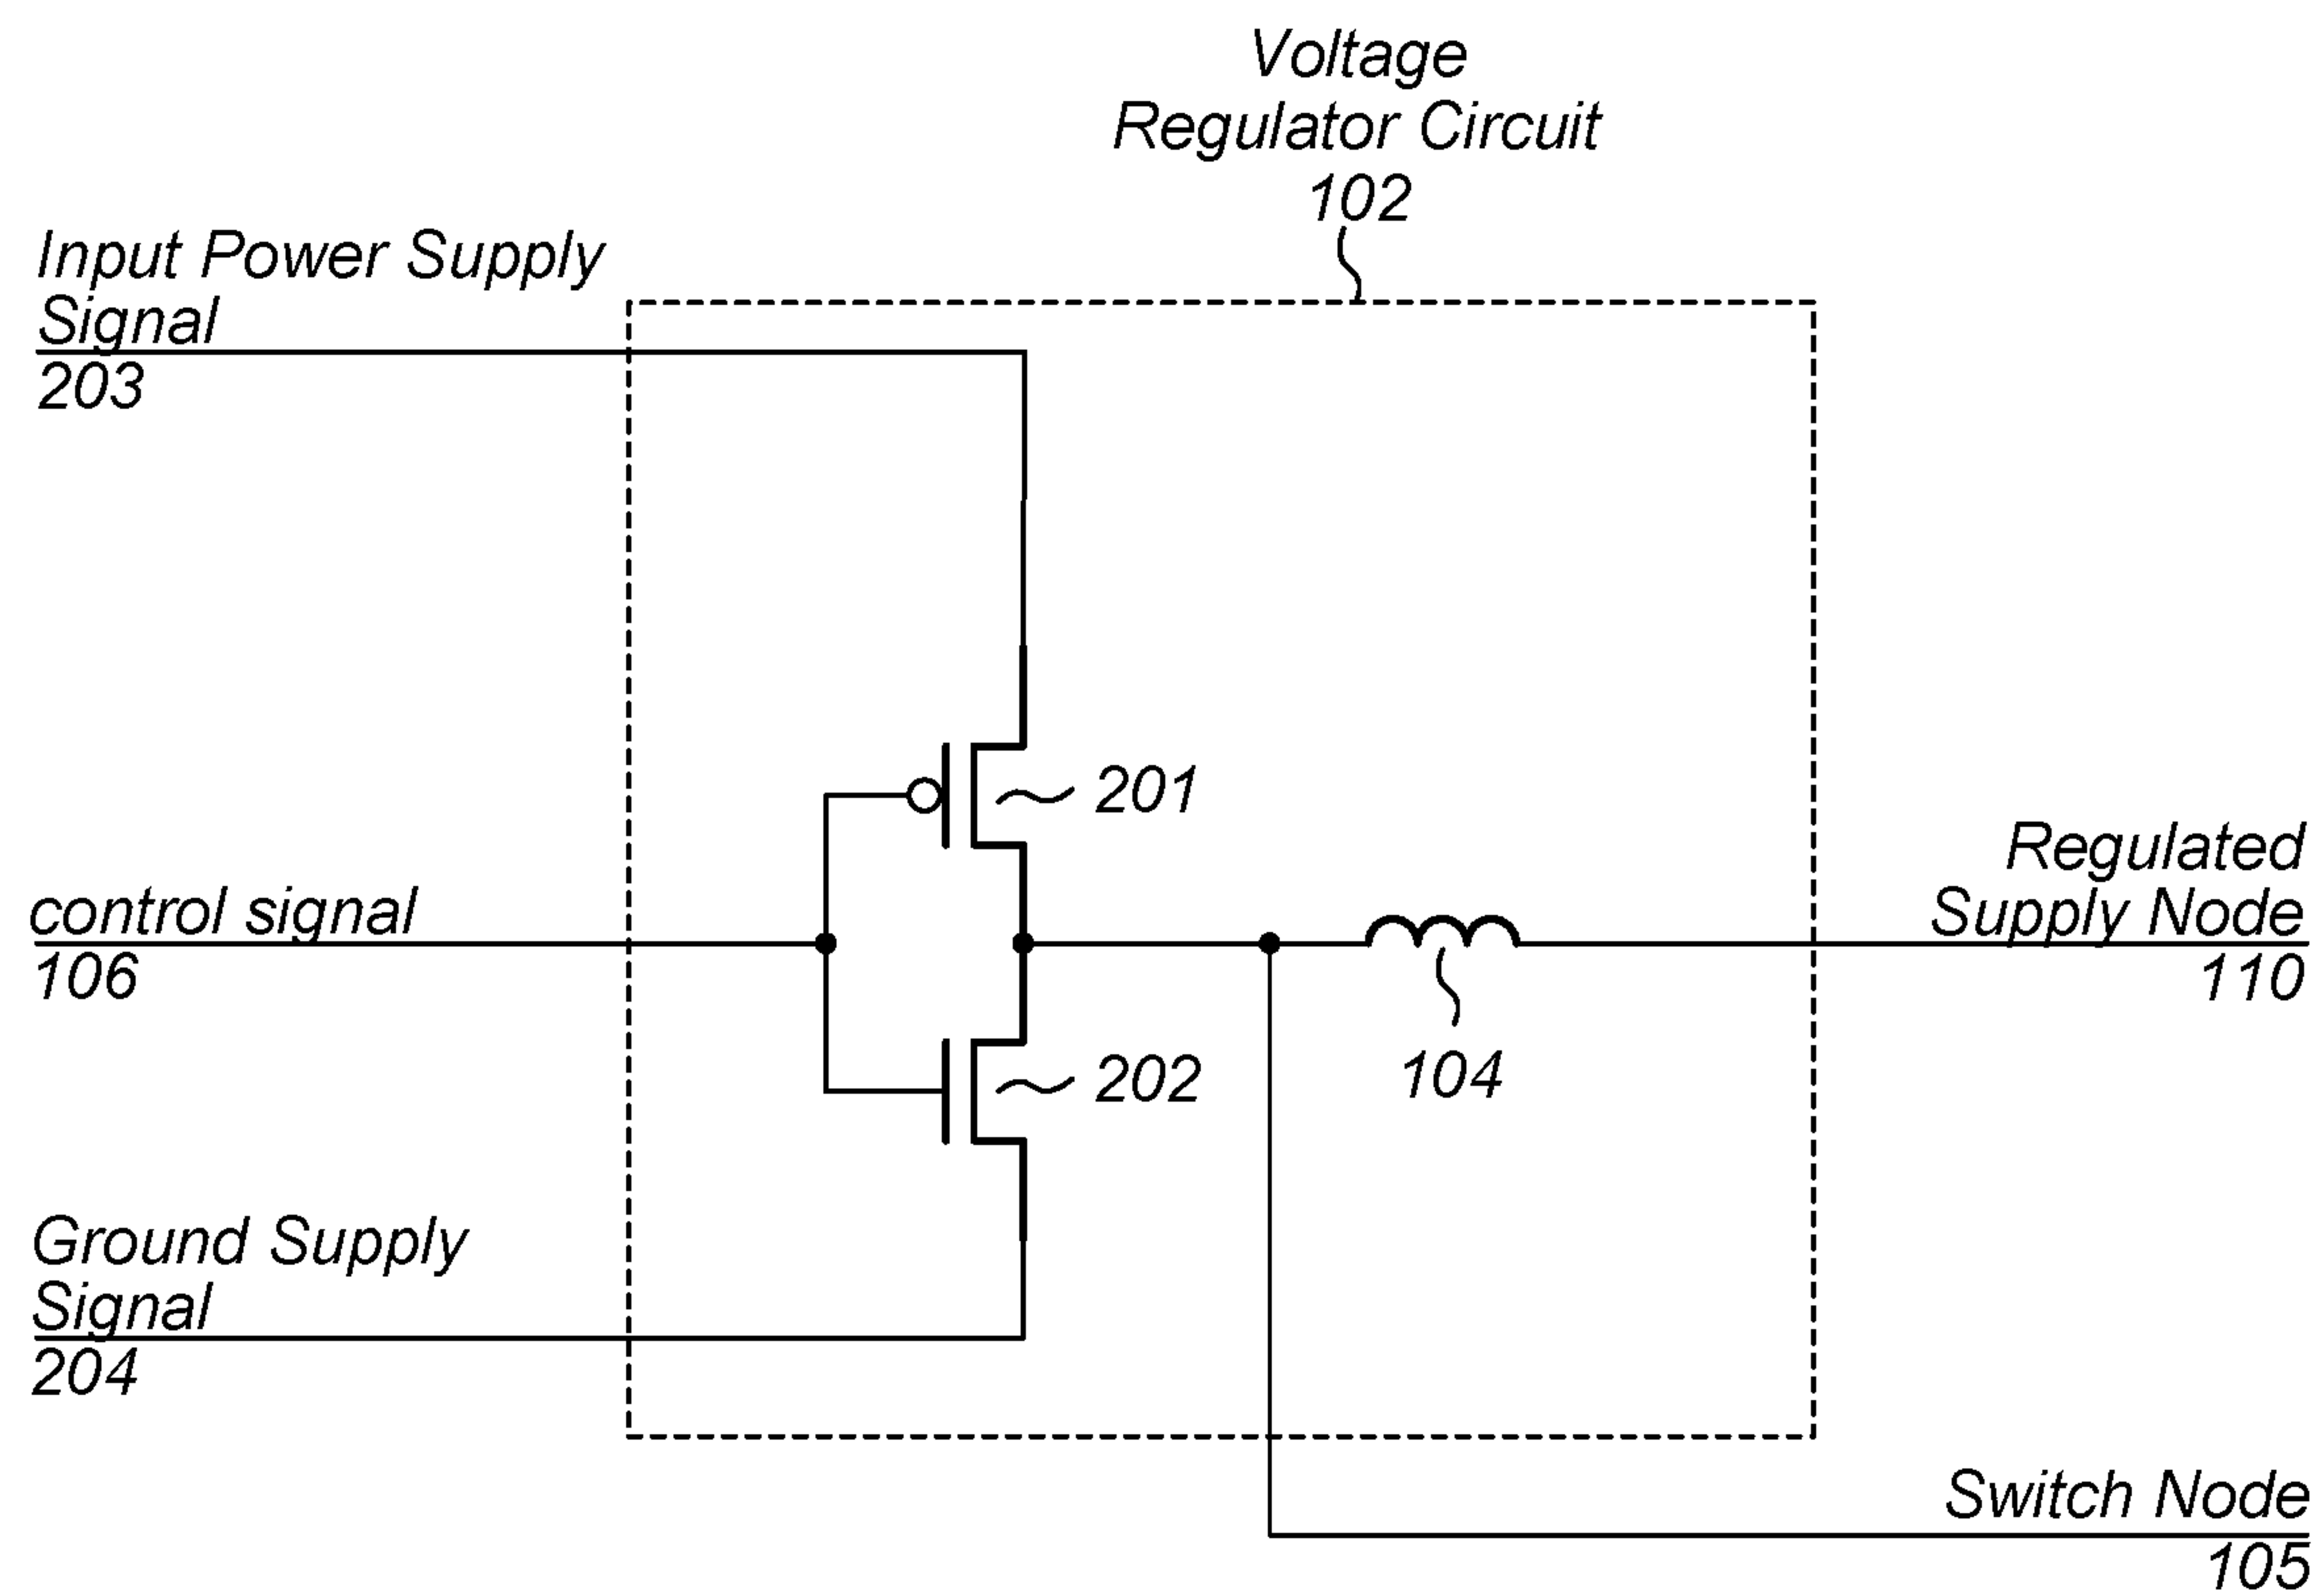 Voltage
Regulator Circuit
102
Input Power Supply
Signal
203
201
Regulated
Supply Node
110
control signal
106
104
202
Ground Supply
Signal
204
Switch Node
105